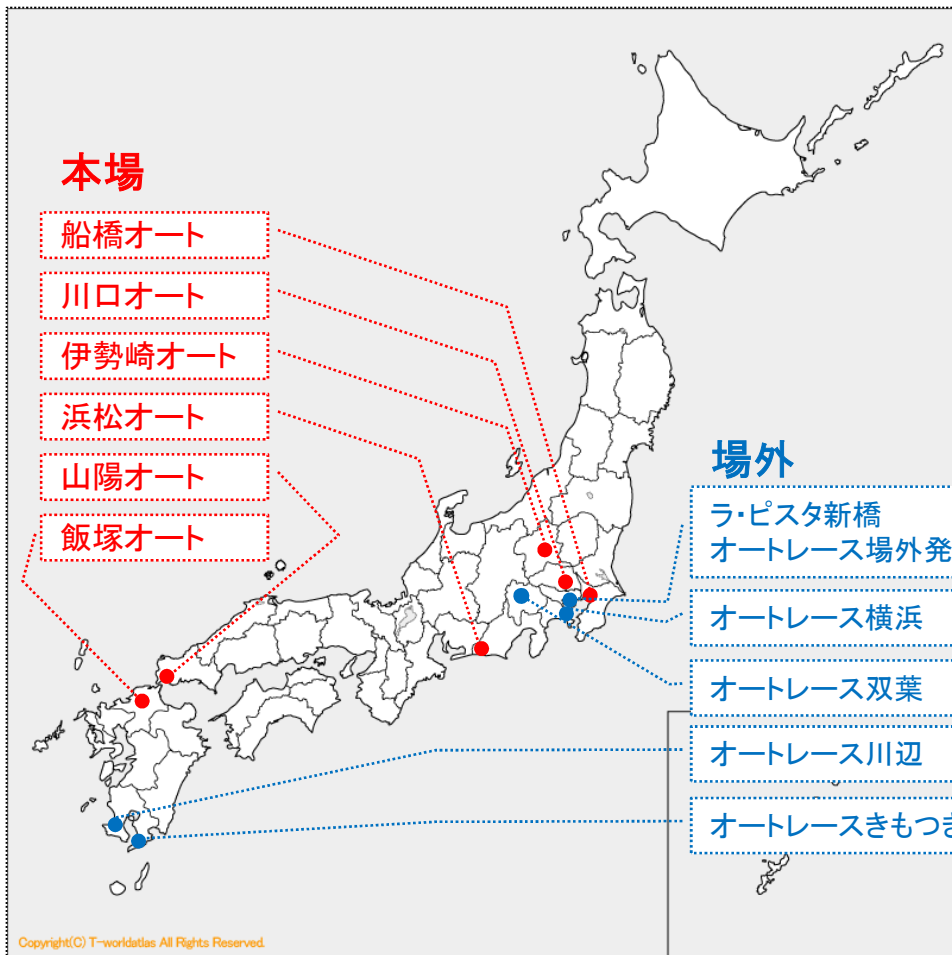 本場
船橋オート
川口オート
伊勢崎オート
浜松オート
山陽オート
飯塚オート
場外
ラ・ピスタ新橋
オートレース場外発
オートレース横浜
オートレース双葉
オートレース川辺
オートレースきもつき
Copyright(C) T-worldatlas All Rights Reserved.